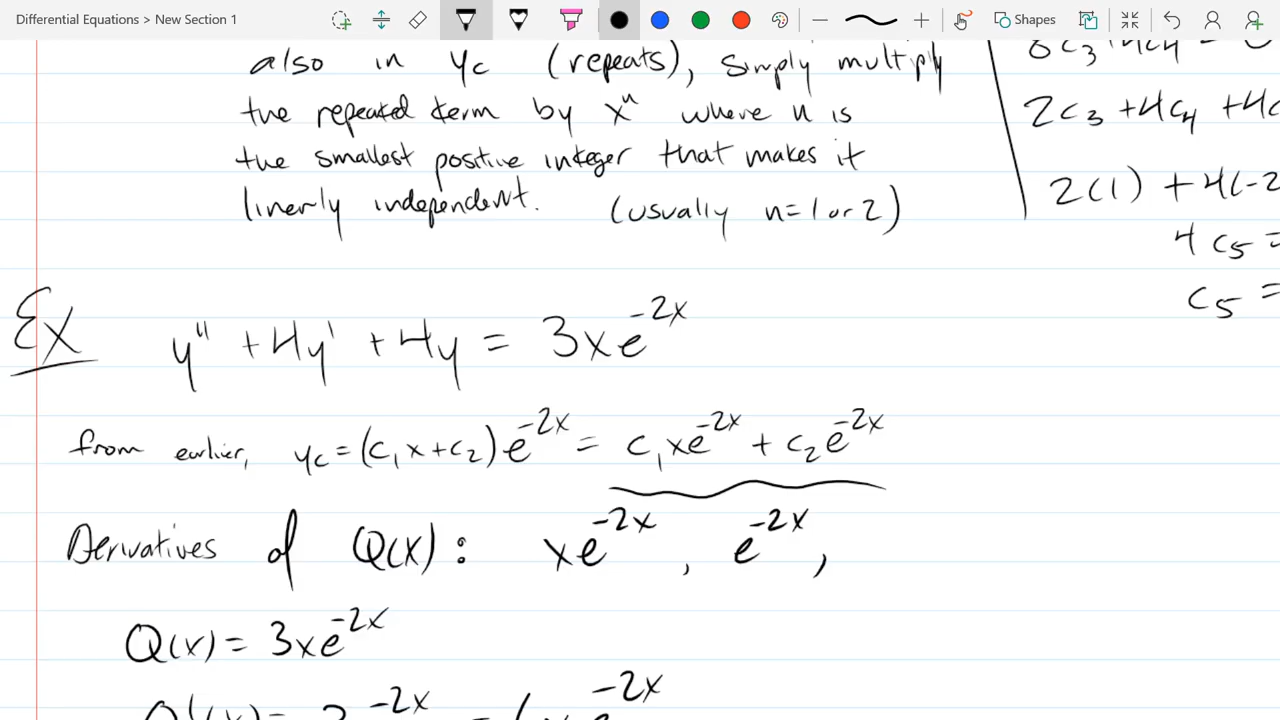 Differential Equations > New Section 1
Shapes
also in yc (repeats), simply multiply
the repeated term by xⁿ where n is
the smallest positive integer that makes it
linerly independent. (usually n=1 or 2)
2c₃ +4c₄ +4c
2(1) + 4(-2
4c₅ =
c₅ =
Ex y'' +4y' +4y = 3xe^-2x
from earlier, yc = (c₁x+c₂)e^-2x = c₁xe^-2x + c₂e^-2x
Derivatives of Q(x): xe^-2x, e^-2x,
Q(x) = 3xe^-2x